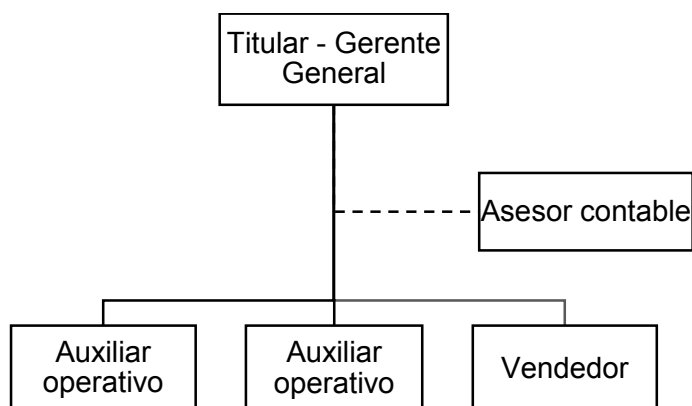 Titular - Gerente
General
Asesor contable
Auxiliar
operativo
Auxiliar
operativo
Vendedor